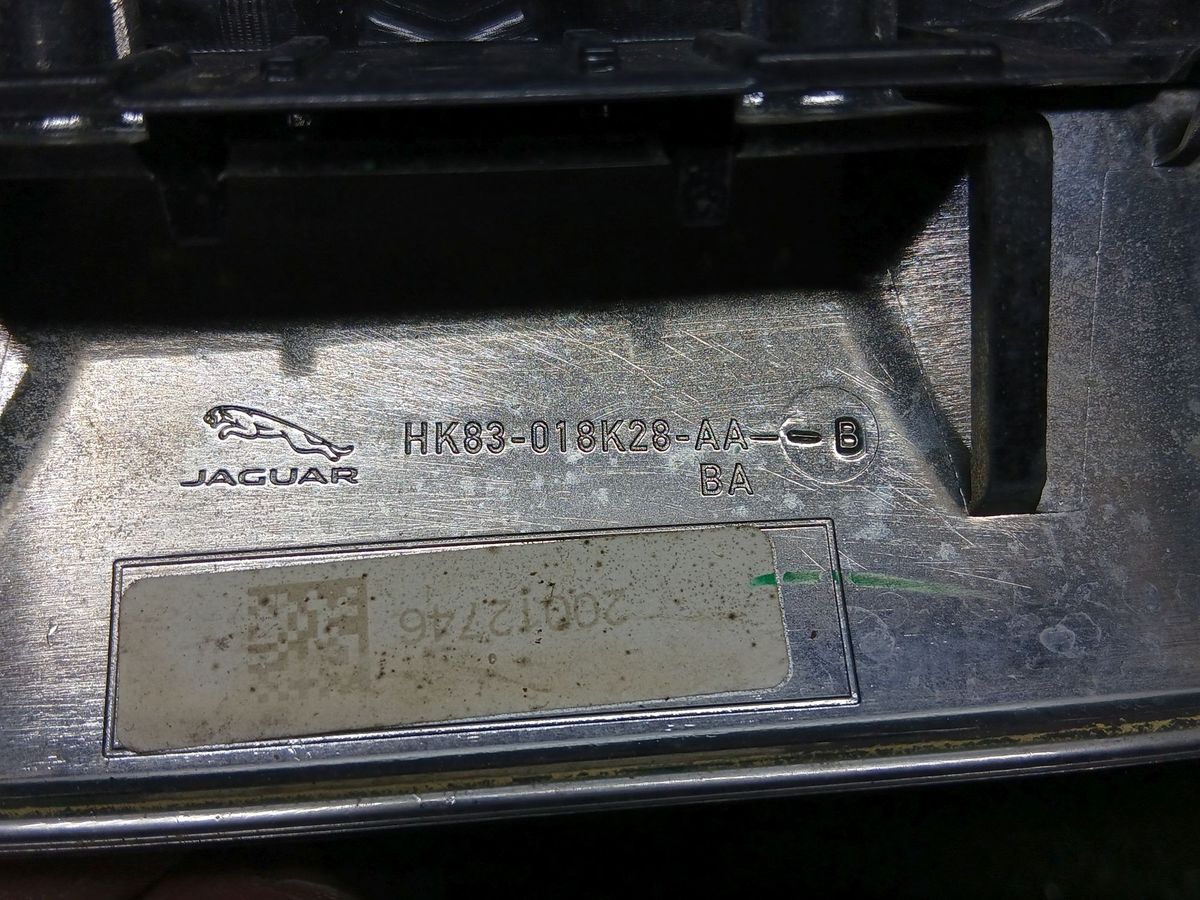 JAGUAR
HK83-018K28-AA — - B
BA
20012746